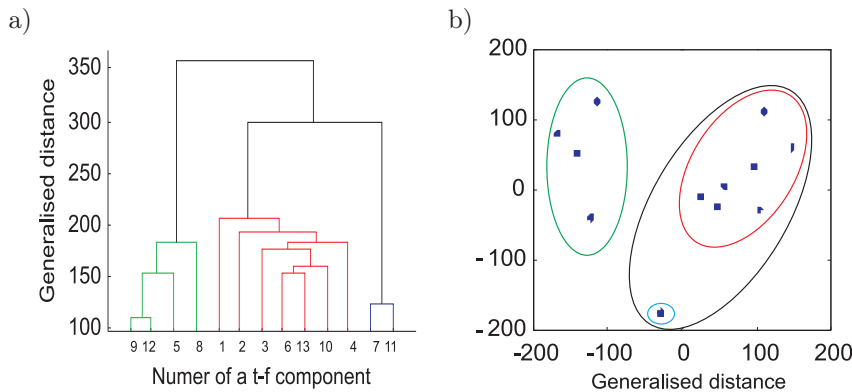 a)
Generalised distance
350
300
250
200
150
100
9 12 5 8 1 2 3 6 13 10 4 7 11
Numer of a t-f component
b)
200
100
0
-100
-200
-200 -100 0 100 200
Generalised distance